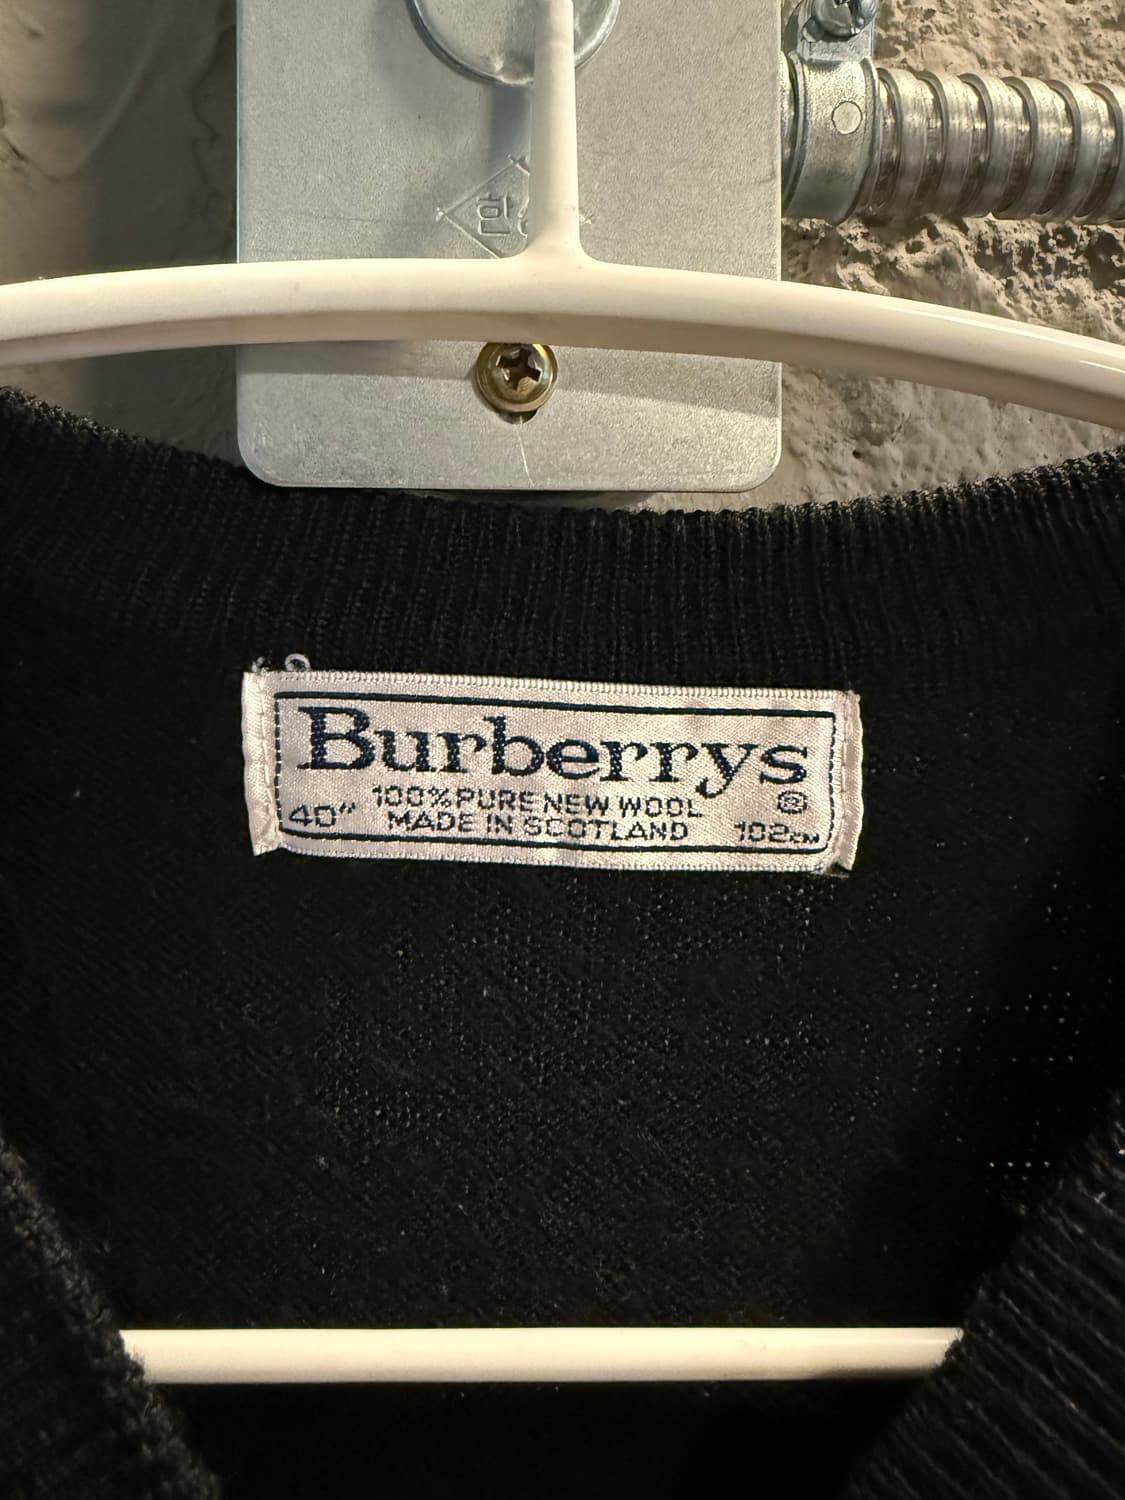 Burberrys
®
100% PURE NEW WOOL
40" MADE IN SCOTLAND 102cm